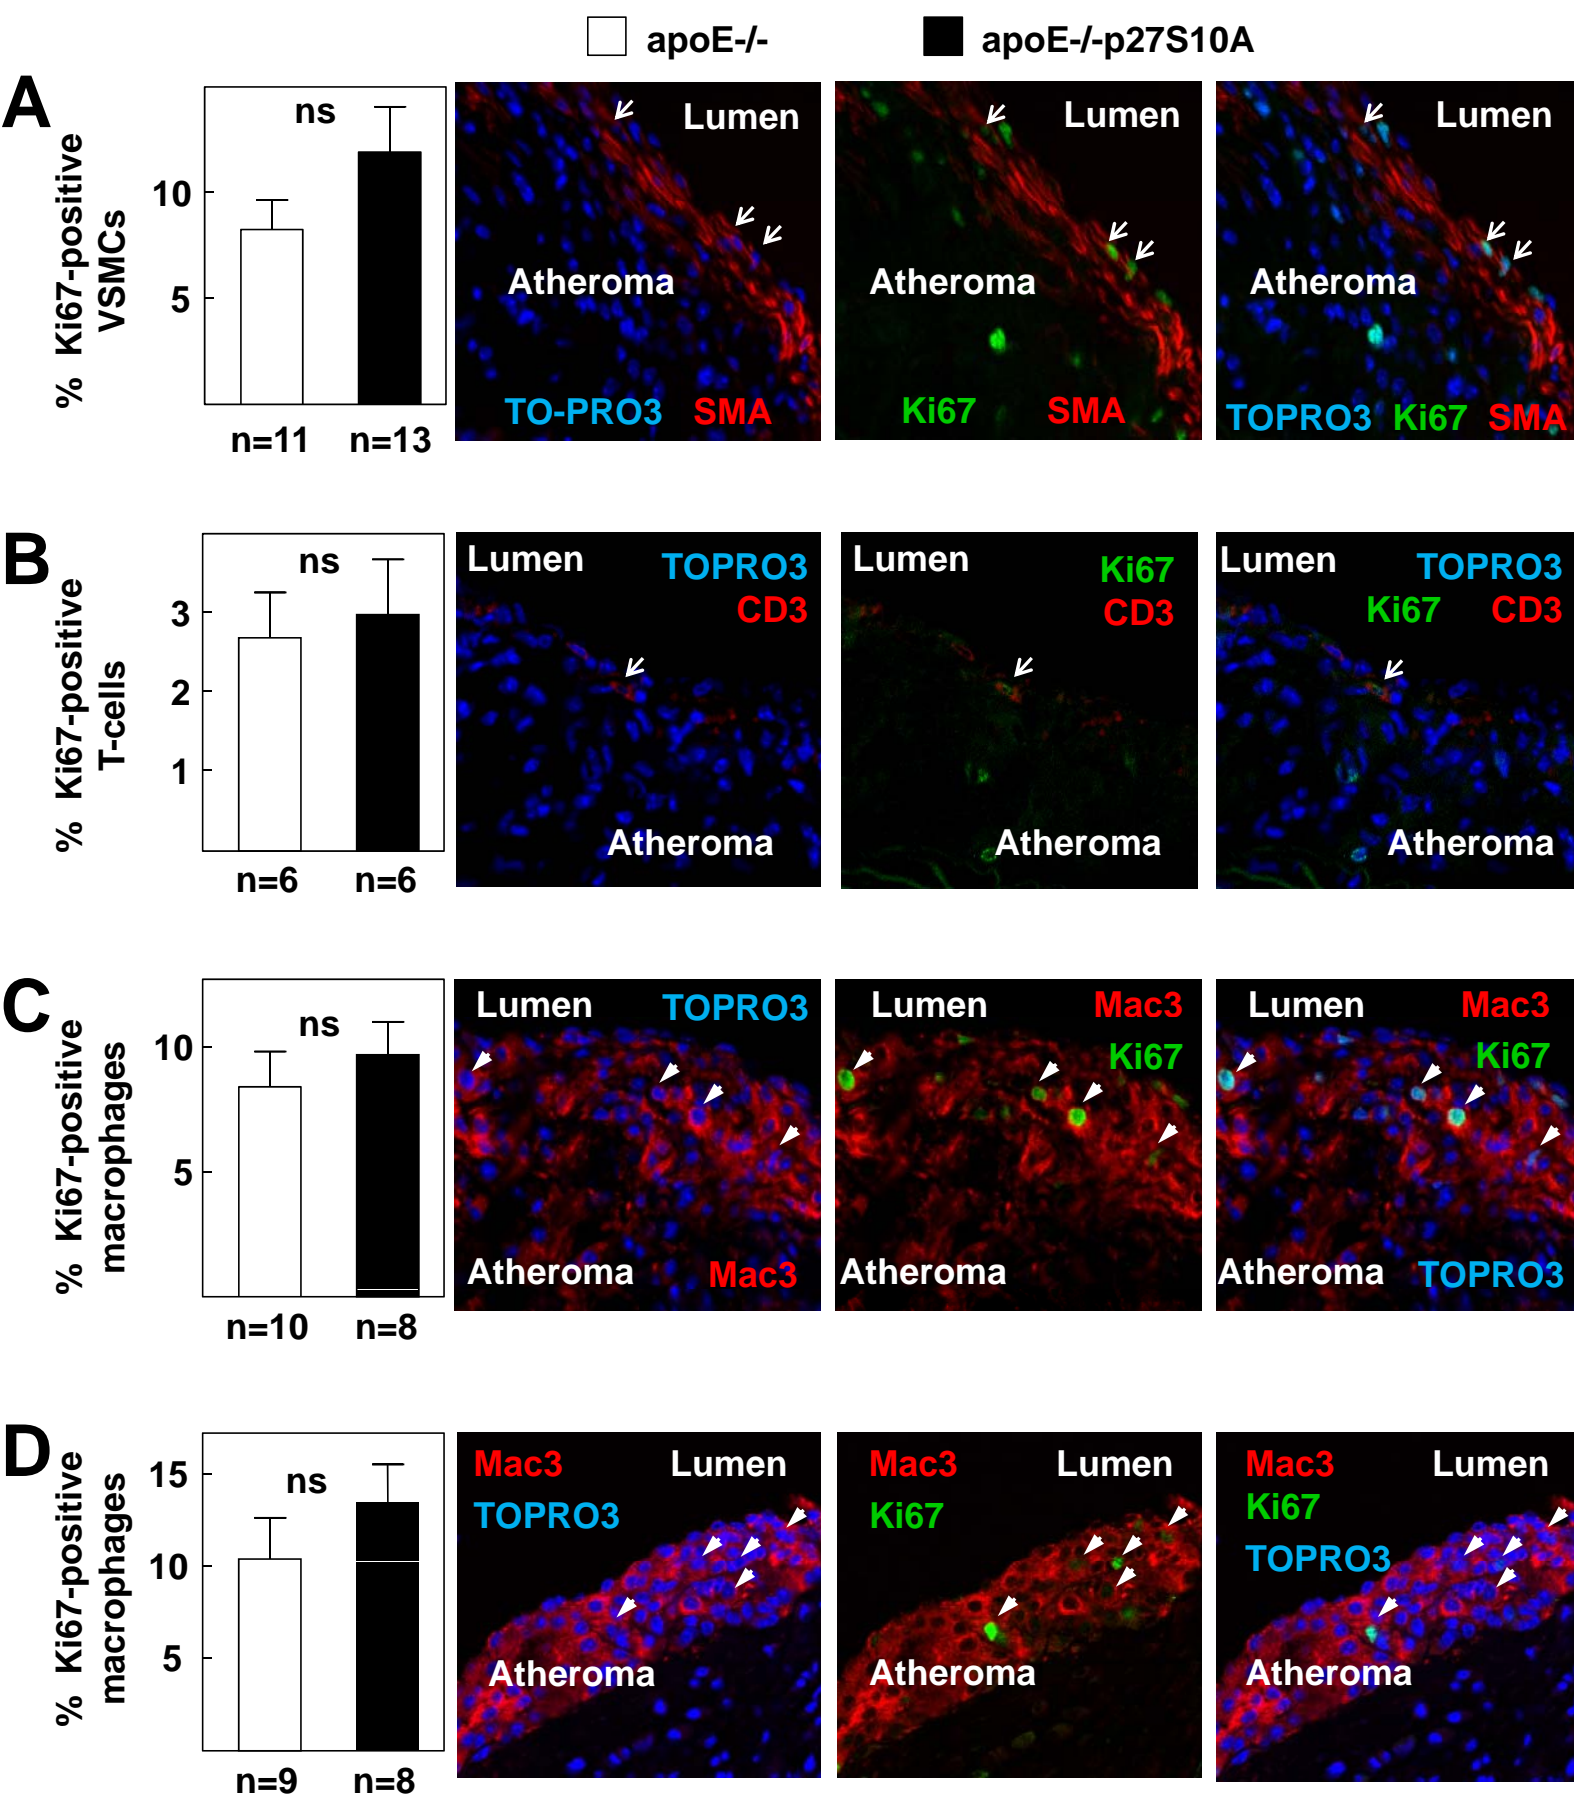 apoE-/- apoE-/-p27S10A
A
% Ki67-positive
VSMCs
10
5
ns
n=11 n=13
Lumen
Atheroma
TO-PRO3 SMA
Lumen
Atheroma
Ki67 SMA
Lumen
Atheroma
TOPRO3 Ki67 SMA
B
% Ki67-positive
T-cells
3
2
1
ns
n=6 n=6
Lumen TOPRO3
CD3
Atheroma
Lumen Ki67
CD3
Atheroma
Lumen TOPRO3
Ki67 CD3
Atheroma
C
% Ki67-positive
macrophages
10
5
ns
n=10 n=8
Lumen TOPRO3
Atheroma Mac3
Lumen Mac3
Ki67
Atheroma
Lumen Mac3
Ki67
Atheroma TOPRO3
D
% Ki67-positive
macrophages
15
10
5
ns
n=9 n=8
Mac3 Lumen
TOPRO3
Atheroma
Mac3 Lumen
Ki67
Atheroma
Mac3 Lumen
Ki67
TOPRO3
Atheroma